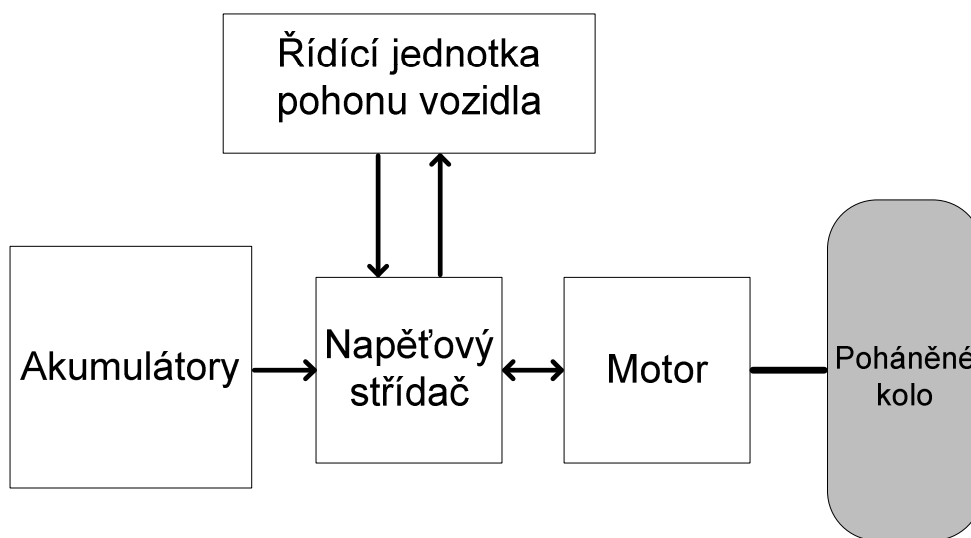 Řídící jednotka
pohonu vozidla
Akumulátory
Napěťový
střídač
Motor
Poháněné
kolo